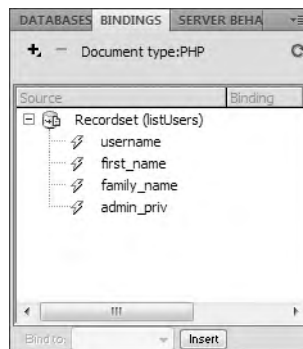 DATABASES BINDINGS SERVER BEHA
Document type:PHP
Source Binding
Recordset (listUsers)
username
first_name
family_name
admin_priv
Bind to: Insert